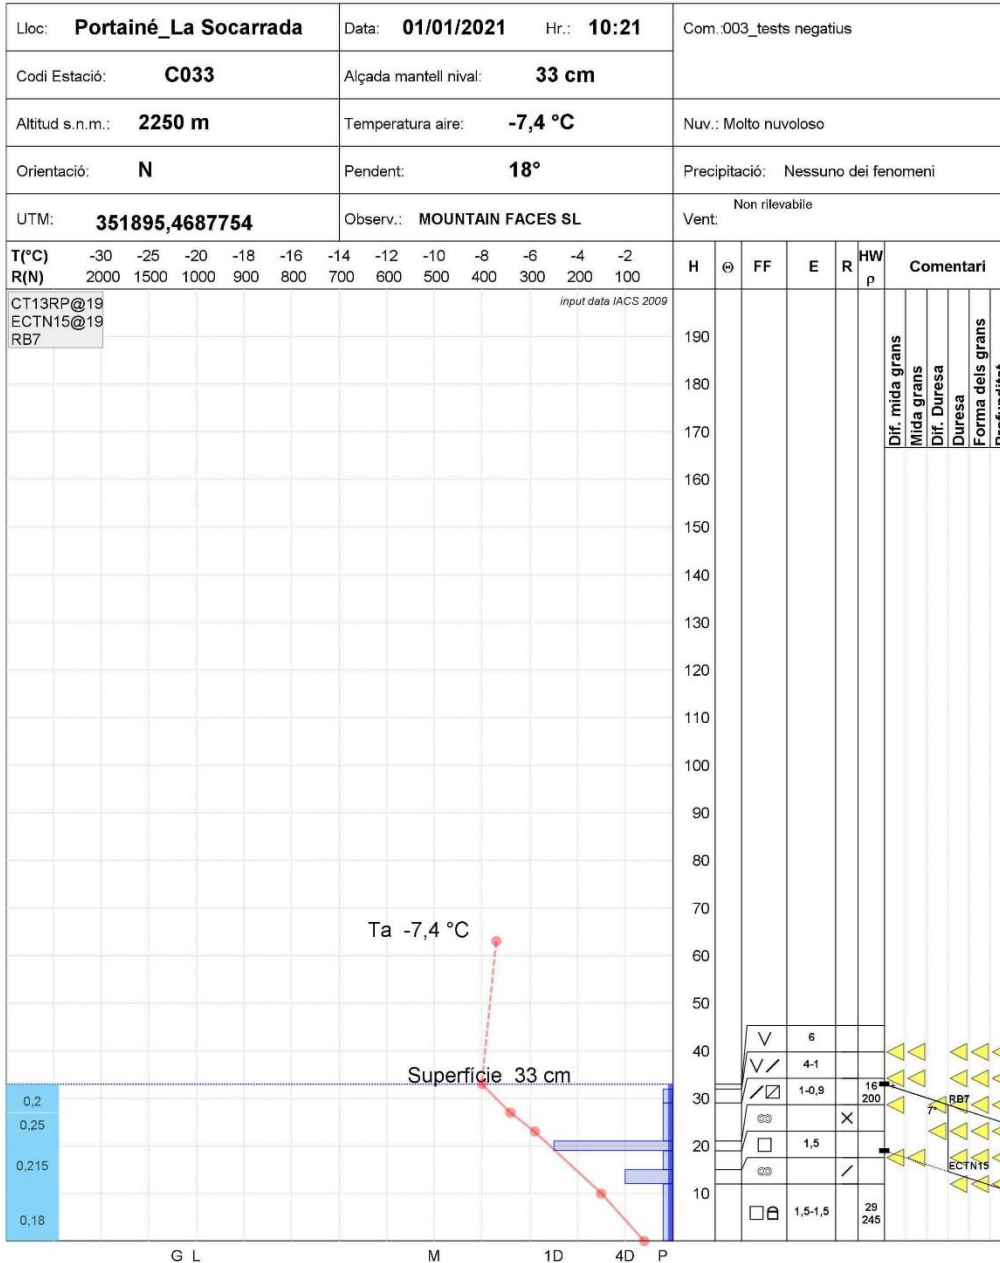 Lloc: Portainé_La Socarrada Data: 01/01/2021 Hr.: 10:21 Com.:003_tests negatius
Codi Estació: C033 Alçada mantell nival: 33 cm
Altitud s.n.m.: 2250 m Temperatura aire: -7,4 °C Nuv.: Molto nuvoloso
Orientació: N Pendent: 18° Precipitació: Nessuno dei fenomeni
UTM: 351895,4687754 Observ.: MOUNTAIN FACES SL Vent: Non rilevabile
T(°C) -30 -25 -20 -18 -16 -14 -12 -10 -8 -6 -4 -2
R(N) 2000 1500 1000 900 800 700 600 500 400 300 200 100
H FF E R HW ρ Comentari
CT13RP@19
ECTN15@19
RB7
input data IACS 2009
Dif. mida grans
Mida grans
Dif. Duresa
Duresa
Forma dels grans
190
180
170
160
150
140
130
120
110
100
90
80
70
Ta -7,4 °C
60
50
6
40
4-1
Superfície 33 cm
30
1-0,9
16
200
RB7
7°
0,2
0,25
20
1,5
0,215
ECTN15
10
0,18
1,5-1,5
29
245
G L M 1D 4D P